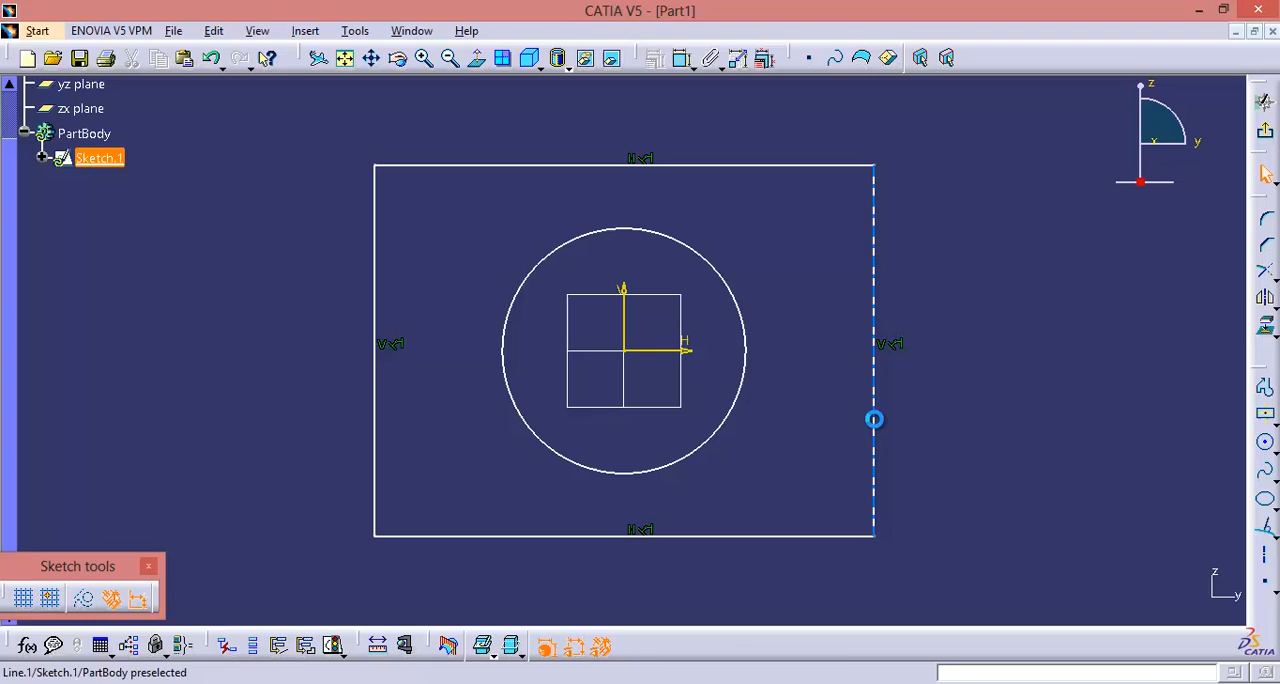 CATIA V5 - [Part1]
Start ENOVIA V5 VPM File Edit View Insert Tools Window Help
yz plane
zx plane
PartBody
Sketch.1
z
x
y
H
V
H
V
V
H
Sketch tools
z
y
f(x)
CATIA
Line.1/Sketch.1/PartBody preselected